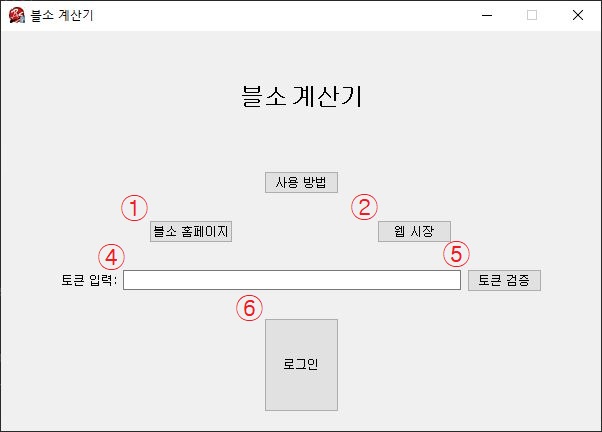 블소 계산기
블소 계산기
사용 방법
① ②
블소 홈페이지 웹 시장
④ ⑤
토큰 입력: 토큰 검증
⑥
로그인